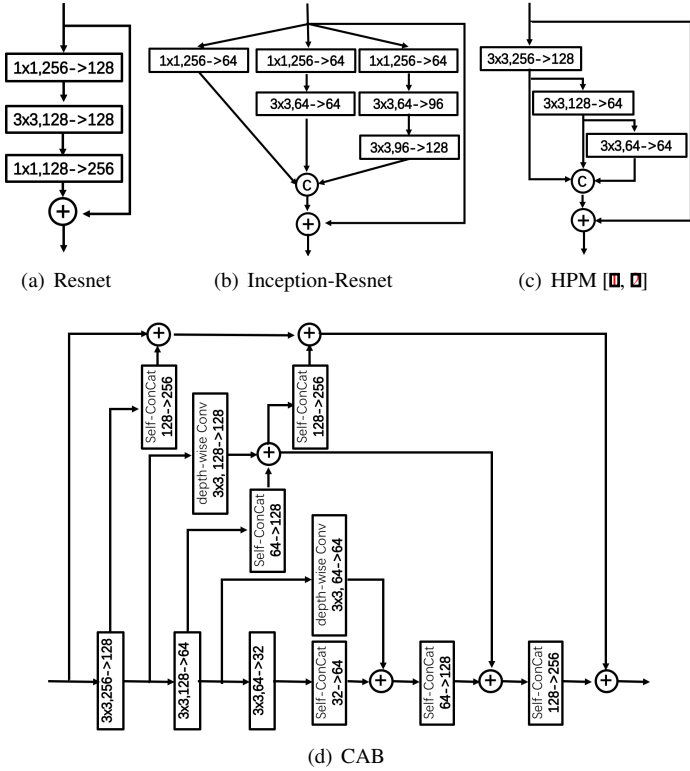 1x1,256->128
3x3,128->128
1x1,128->256
+
(a) Resnet
1x1,256->64
1x1,256->64
1x1,256->64
3x3,64->64
3x3,64->96
3x3,96->128
C
+
(b) Inception-Resnet
3x3,256->128
3x3,128->64
3x3,64->64
C
+
(c) HPM [1, 2]
+
+
Self-ConCat
128->256
Self-ConCat
128->256
depth-wise Conv
3x3, 128->128
+
Self-ConCat
64->128
depth-wise Conv
3x3, 64->64
3x3,256->128
3x3,128->64
3x3,64->32
Self-ConCat
32->64
+
Self-ConCat
64->128
+
Self-ConCat
128->256
+
(d) CAB